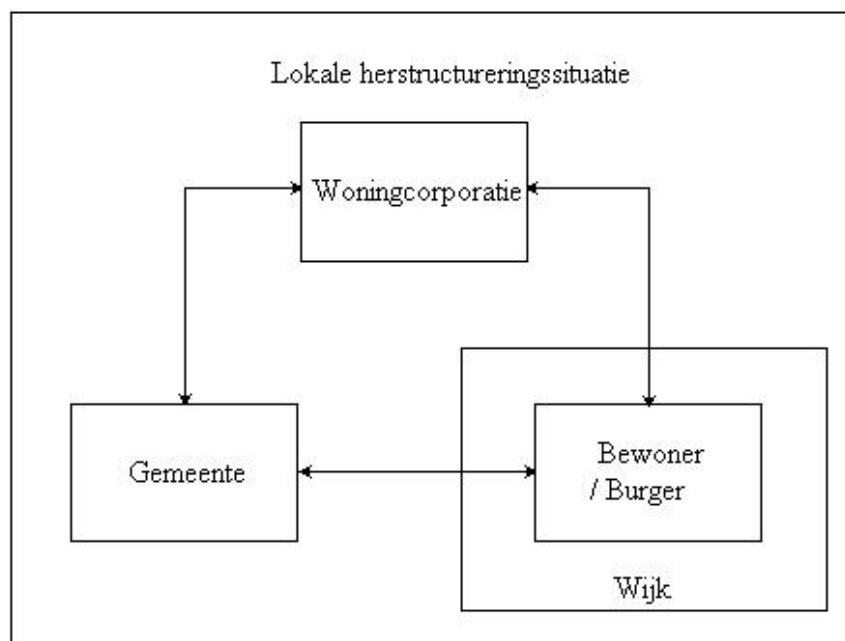 Lokale herstructureringssituatie
Woningcorporatie
Gemeente
Bewoner
/ Burger
Wijk